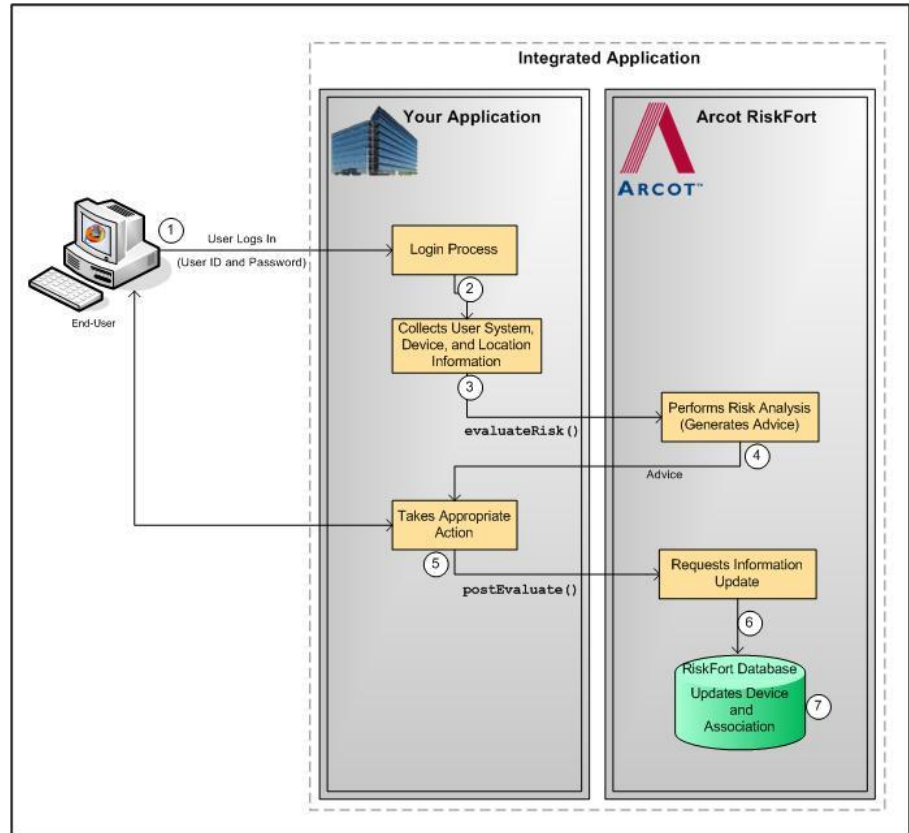 Integrated Application
Your Application
Arcot RiskFort
ARCOT™
1
User Logs In
(User ID and Password)
End-User
Login Process
2
Collects User System,
Device, and Location
Information
3
evaluateRisk()
Performs Risk Analysis
(Generates Advice)
4
Advice
Takes Appropriate
Action
5
postEvaluate()
Requests Information
Update
6
RiskFort Database
Updates Device
and
Association
7